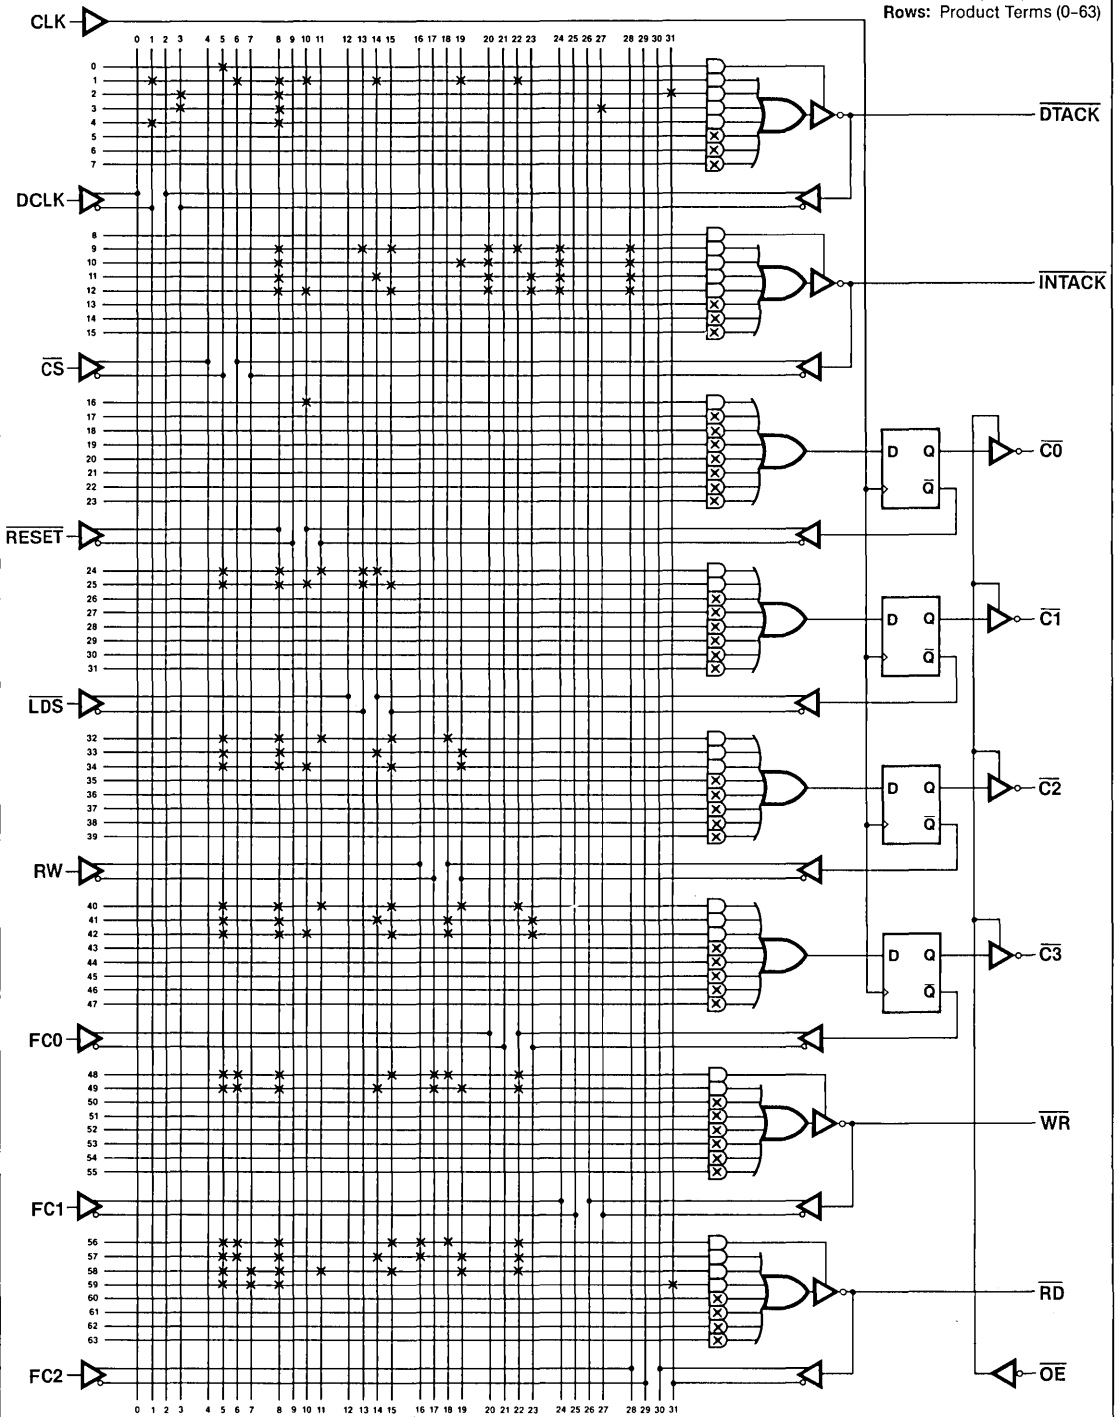 Rows: Product Terms (0–63)
CLK
0 1 2 3 4 5 6 7 8 9 10 11 12 13 14 15 16 17 18 19 20 21 22 23 24 25 26 27 28 29 30 31
0
1
2
3
4
5
6
7
DTACK
DCLK
8
9
10
11
12
13
14
15
INTACK
CS
16
17
18
19
20
21
22
23
D Q
Q
C0
RESET
24
25
26
27
28
29
30
31
D Q
Q
C1
LDS
32
33
34
35
36
37
38
39
D Q
Q
C2
RW
40
41
42
43
44
45
46
47
D Q
Q
C3
FC0
48
49
50
51
52
53
54
55
WR
FC1
56
57
58
59
60
61
62
63
RD
FC2
OE
0 1 2 3 4 5 6 7 8 9 10 11 12 13 14 15 16 17 18 19 20 21 22 23 24 25 26 27 28 29 30 31